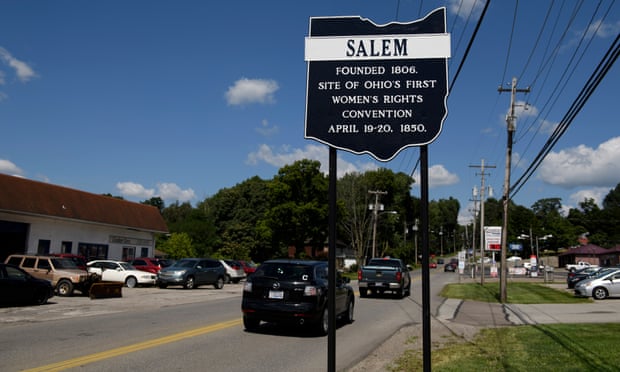 SALEM
FOUNDED 1806.
SITE OF OHIO'S FIRST
WOMEN'S RIGHTS
CONVENTION
APRIL 19-20, 1850.